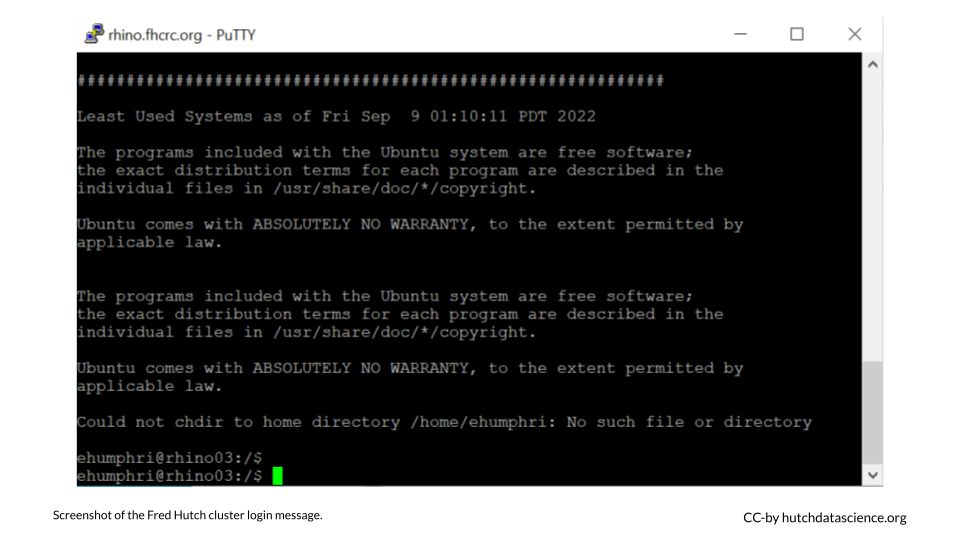 rhino.fhcrc.org - PuTTY
############################################################
Least Used Systems as of Fri Sep  9 01:10:11 PDT 2022
The programs included with the Ubuntu system are free software;
the exact distribution terms for each program are described in the
individual files in /usr/share/doc/*/copyright.
Ubuntu comes with ABSOLUTELY NO WARRANTY, to the extent permitted by
applicable law.
The programs included with the Ubuntu system are free software;
the exact distribution terms for each program are described in the
individual files in /usr/share/doc/*/copyright.
Ubuntu comes with ABSOLUTELY NO WARRANTY, to the extent permitted by
applicable law.
Could not chdir to home directory /home/ehumphri: No such file or directory
ehumphri@rhino03:/$
ehumphri@rhino03:/$
Screenshot of the Fred Hutch cluster login message.
CC-by hutchdatascience.org